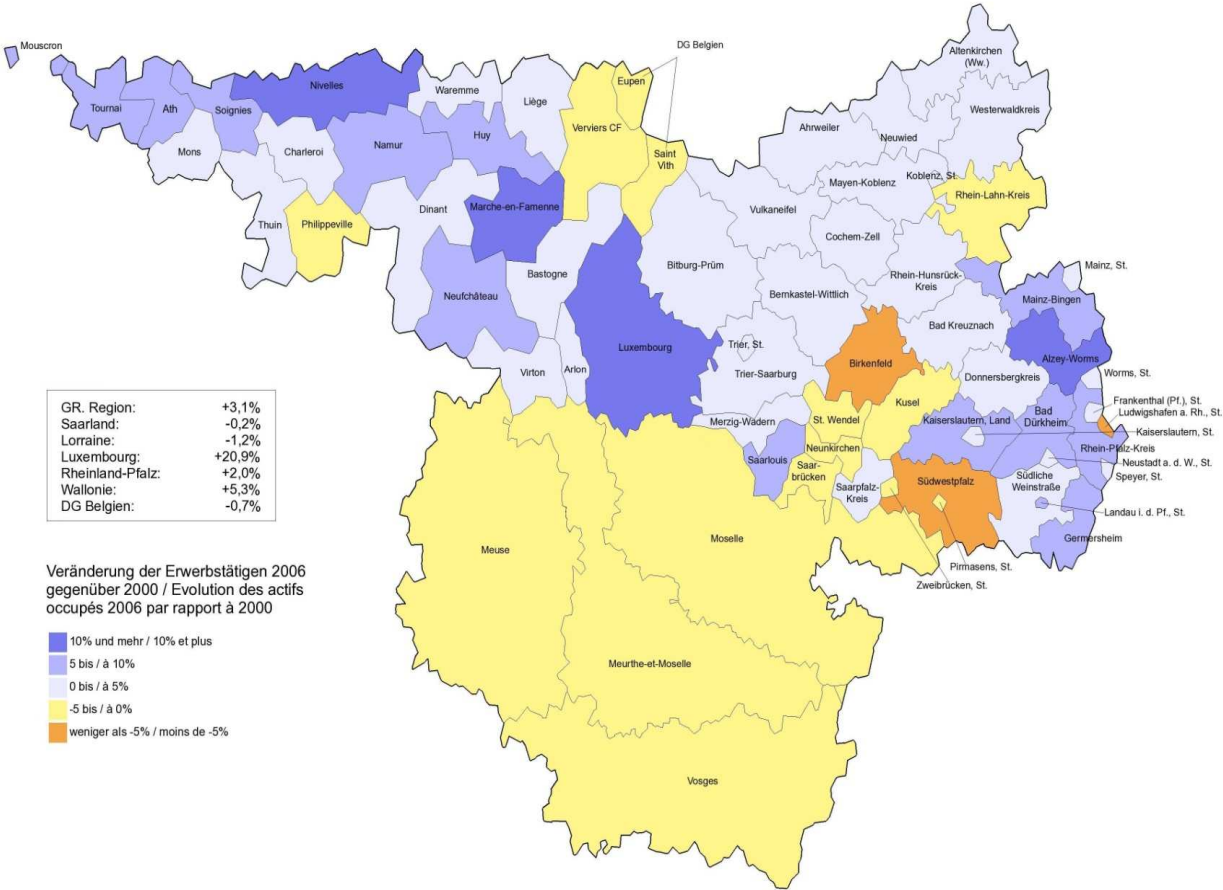 Mouscron
DG Belgien
Altenkirchen
(Ww.)
Tournai
Ath
Soignies
Nivelles
Waremme
Liège
Eupen
Verviers CF
Westerwaldkreis
Mons
Charleroi
Namur
Huy
Saint
Vith
Ahrweiler
Neuwied
Koblenz, St.
Mayen-Koblenz
Rhein-Lahn-Kreis
Thuin
Philippeville
Dinant
Marche-en-Famenne
Vulkaneifel
Cochem-Zell
Bitburg-Prüm
Rhein-Hunsrück-
Kreis
Mainz, St.
Bastogne
Neufchâteau
Bernkastel-Wittlich
Mainz-Bingen
Bad Kreuznach
Luxembourg
Trier, St.
Birkenfeld
Alzey-Worms
Virton
Arlon
Trier-Saarburg
Donnersbergkreis
Worms, St.
Kusel
Frankenthal (Pf.), St.
Ludwigshafen a. Rh., St.
Merzig-Wadern
St. Wendel
Kaiserslautern, Land
Bad
Dürkheim
Kaiserslautern, St.
Neunkirchen
Rhein-Pfalz-Kreis
Saarlouis
Saar-
brücken
Neustadt a. d. W., St.
Saarpfalz-
Kreis
Südwestpfalz
Südliche
Weinstraße
Speyer, St.
Landau i. d. Pf., St.
Germersheim
Pirmasens, St.
Zweibrücken, St.
Meuse
Moselle
Meurthe-et-Moselle
Vosges
GR. Region: +3,1%
Saarland: -0,2%
Lorraine: -1,2%
Luxembourg: +20,9%
Rheinland-Pfalz: +2,0%
Wallonie: +5,3%
DG Belgien: -0,7%
Veränderung der Erwerbstätigen 2006
gegenüber 2000 / Evolution des actifs
occupés 2006 par rapport à 2000
10% und mehr / 10% et plus
5 bis / à 10%
0 bis / à 5%
-5 bis / à 0%
weniger als -5% / moins de -5%